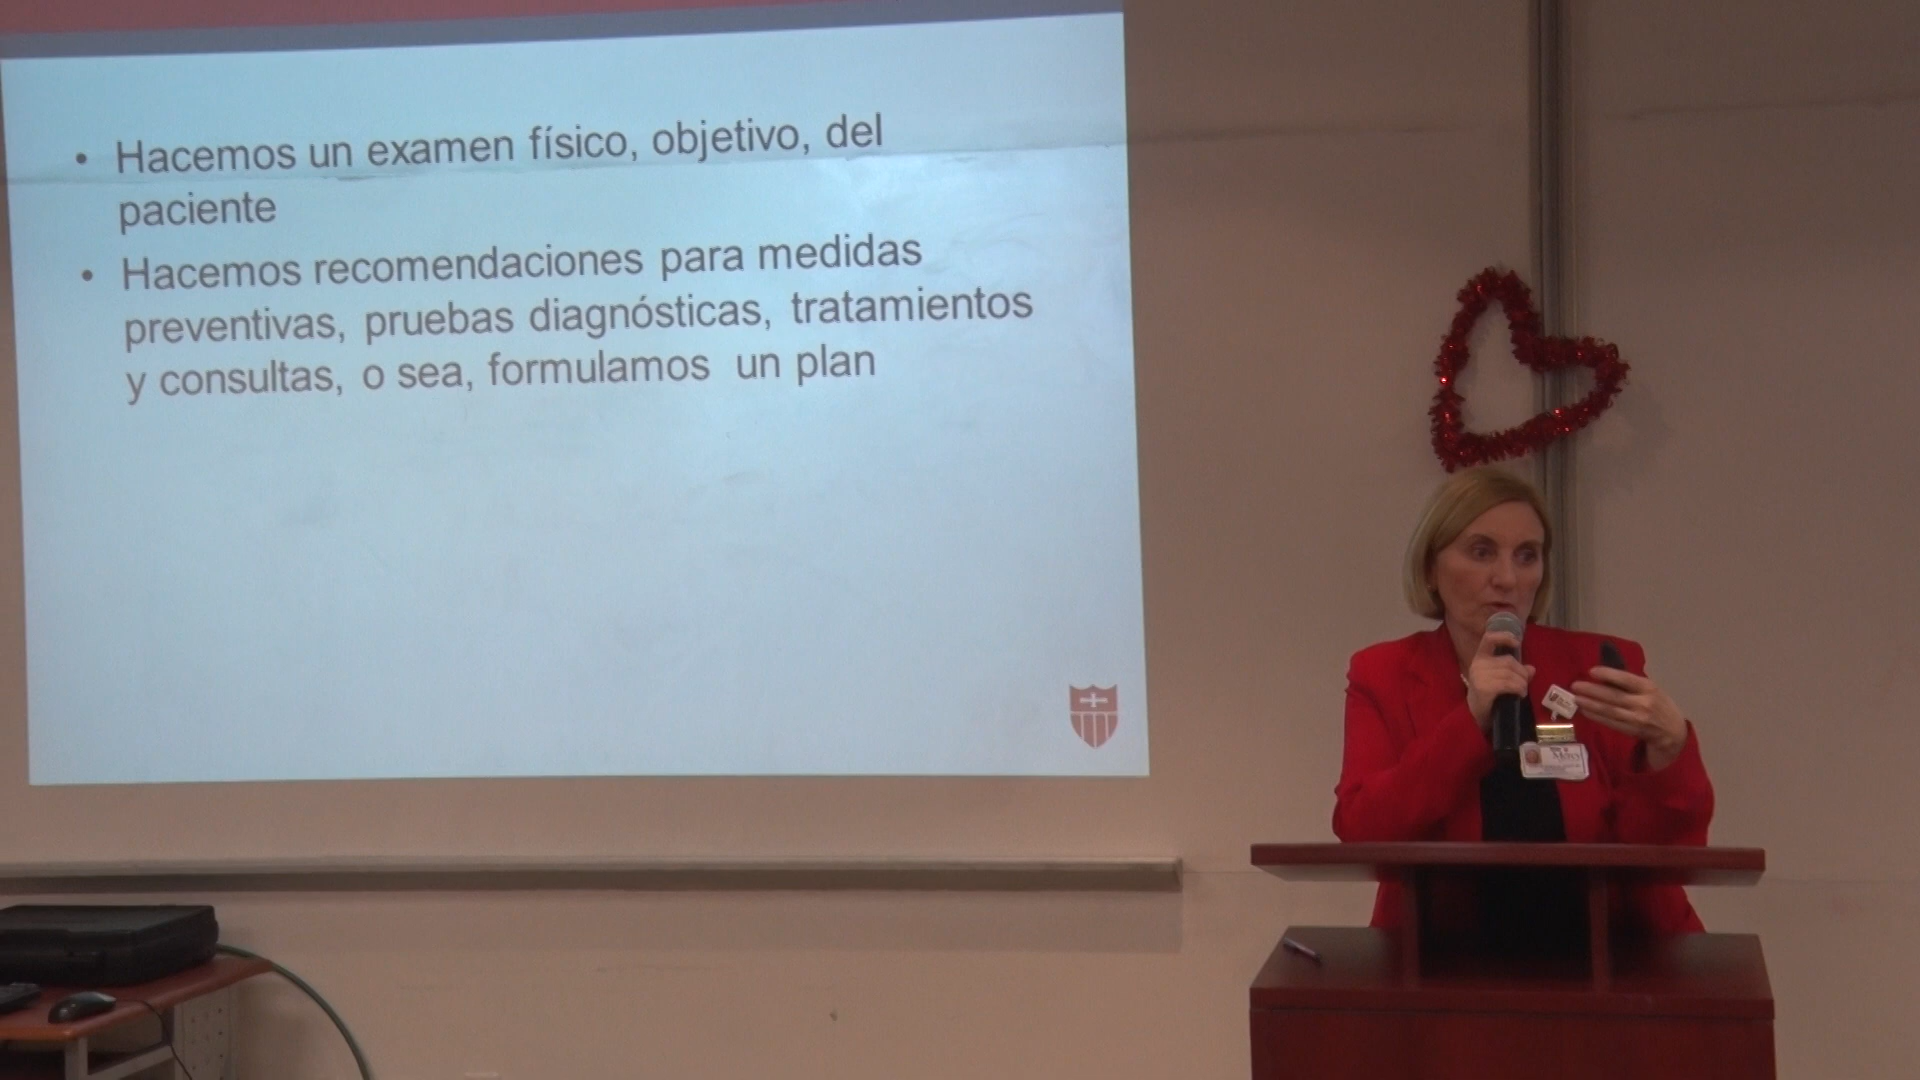 • Hacemos un examen físico, objetivo, del
paciente
• Hacemos recomendaciones para medidas
preventivas, pruebas diagnósticas, tratamientos
y consultas, o sea, formulamos un plan
Mercy